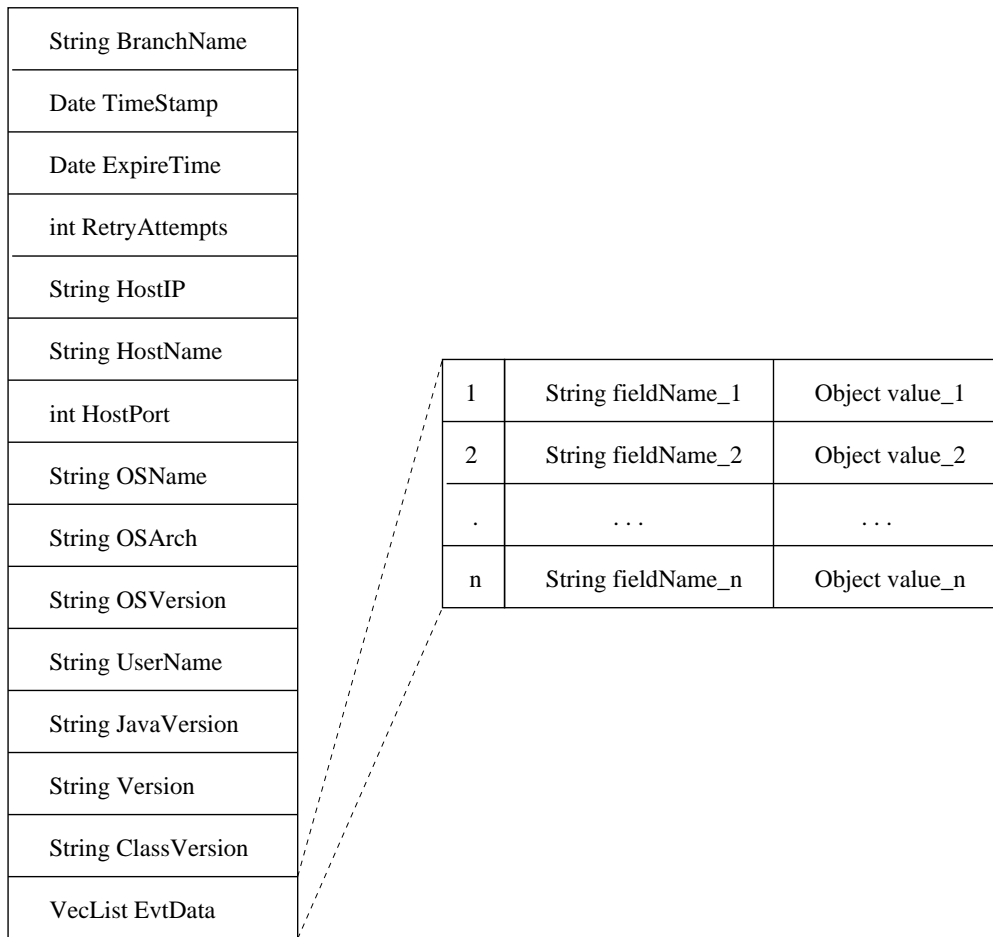 String BranchName
Date TimeStamp
Date ExpireTime
int RetryAttempts
String HostIP
String HostName
int HostPort
String OSName
String OSArch
String OSVersion
String UserName
String JavaVersion
String Version
String ClassVersion
VecList EvtData
1 String fieldName_1 Object value_1
2 String fieldName_2 Object value_2
. . . . . . .
n String fieldName_n Object value_n